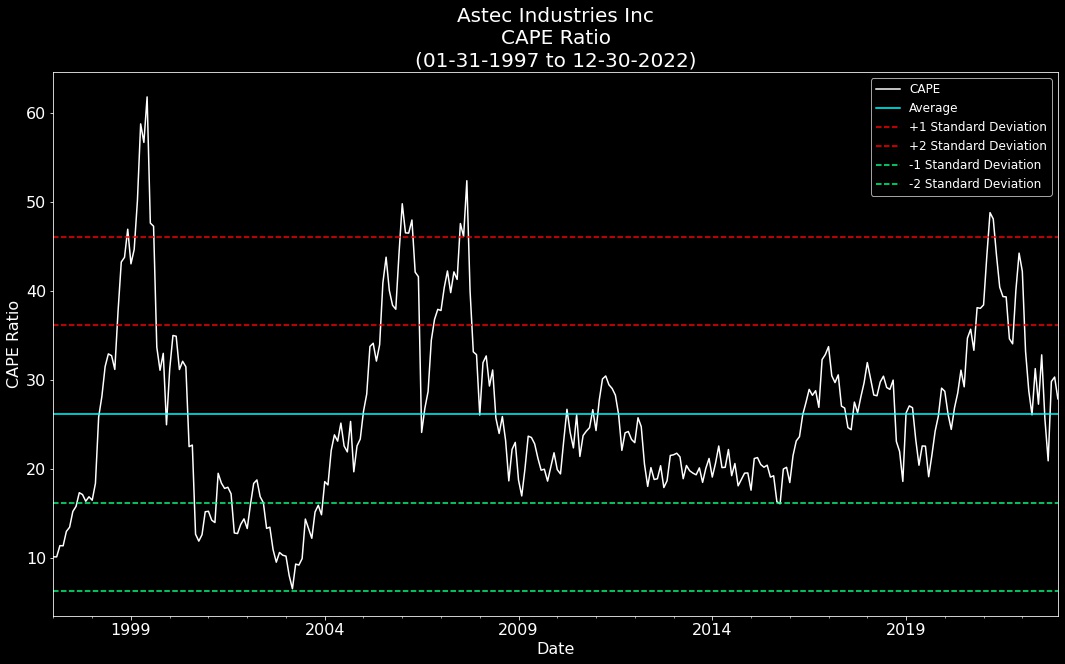 Astec Industries Inc
CAPE Ratio
(01-31-1997 to 12-30-2022)
CAPE
Average
+1 Standard Deviation
+2 Standard Deviation
-1 Standard Deviation
-2 Standard Deviation
CAPE Ratio
60
50
40
30
20
10
1999 2004 2009 2014 2019
Date